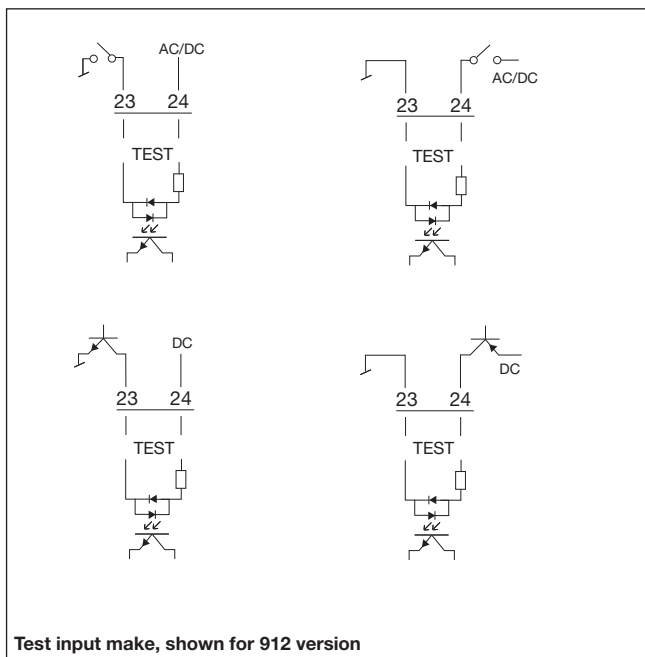 AC/DC
23 24
TEST
AC/DC
23 24
TEST
DC
23 24
TEST
DC
23 24
TEST
Test input make, shown for 912 version